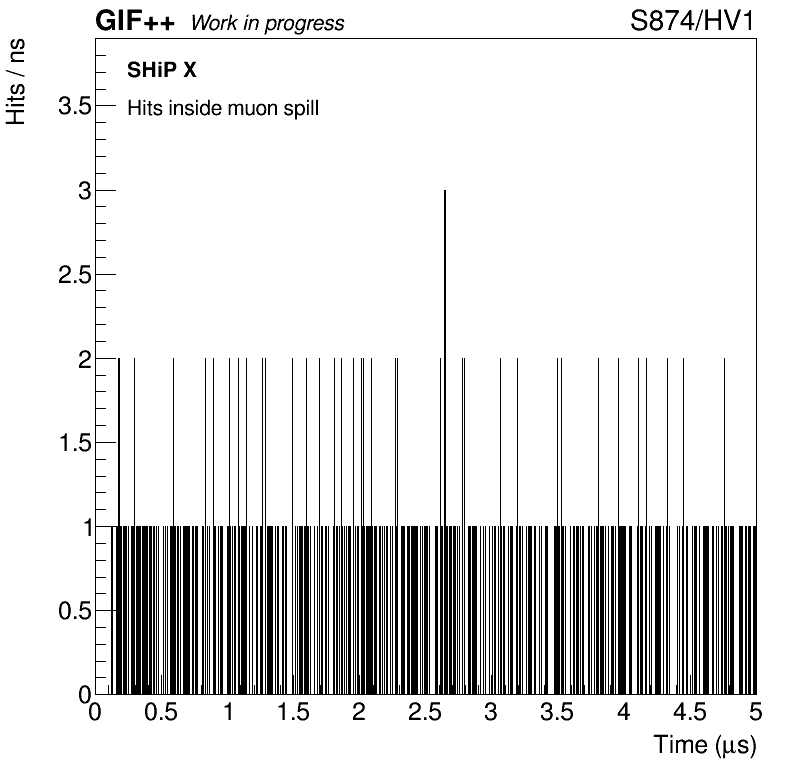 GIF++ Work in progress S874/HV1
Hits / ns
SHiP X
Hits inside muon spill
3.5
3
2.5
2
1.5
1
0.5
0
0 0.5 1 1.5 2 2.5 3 3.5 4 4.5 5
Time (μs)